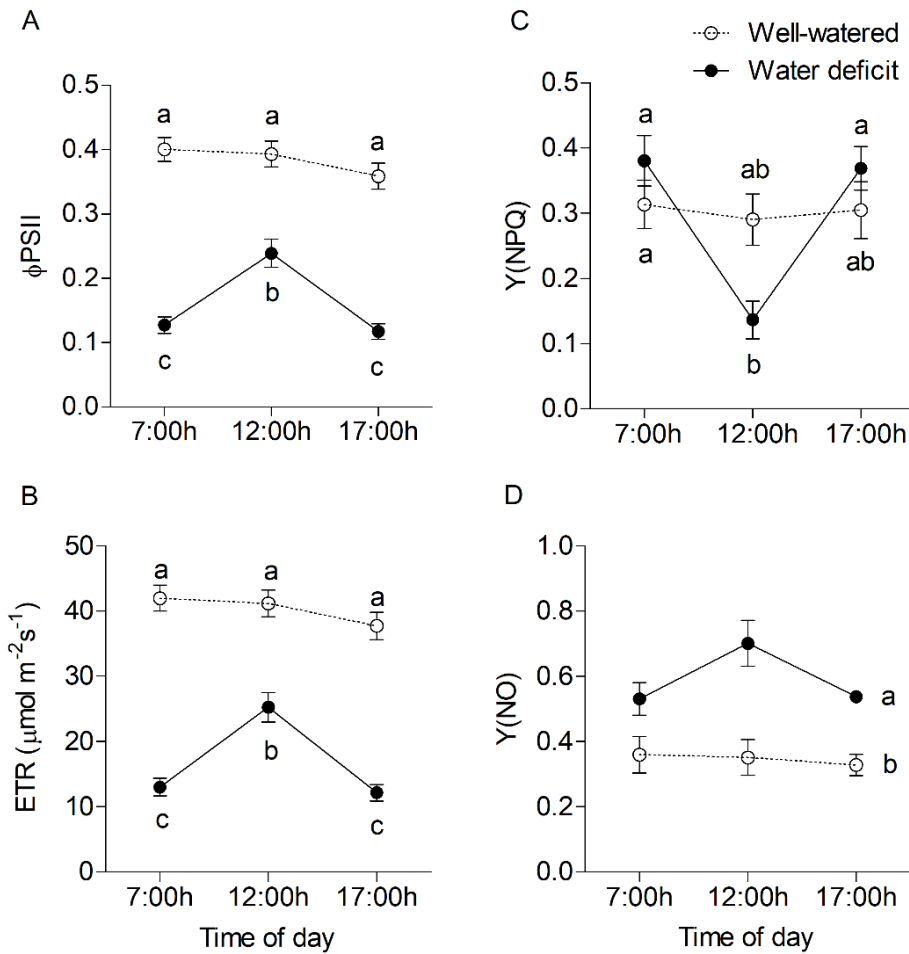 A
0.5
0.4
0.3
0.2
0.1
0.0
ϕPSII
a a a
b
c c
7:00h 12:00h 17:00h
C
Well-watered
Water deficit
0.5
0.4
0.3
0.2
0.1
0.0
Y(NPQ)
a ab a
a b ab
7:00h 12:00h 17:00h
B
50
40
30
20
10
0
ETR (μmol m⁻²s⁻¹)
a a a
b
c c
7:00h 12:00h 17:00h
Time of day
D
1.0
0.8
0.6
0.4
0.2
0.0
Y(NO)
a
b
7:00h 12:00h 17:00h
Time of day